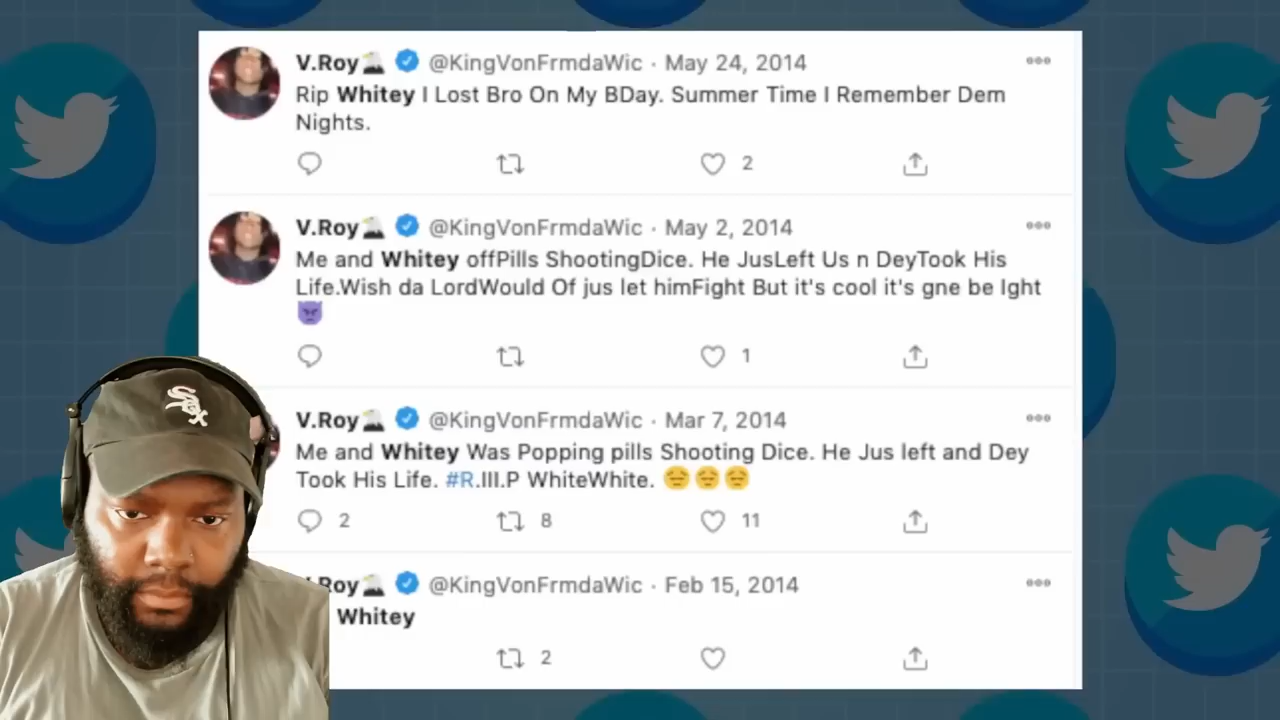 V.Roy @KingVonFrmdaWic · May 24, 2014
Rip Whitey I Lost Bro On My BDay. Summer Time I Remember Dem
Nights.
2
V.Roy @KingVonFrmdaWic · May 2, 2014
Me and Whitey offPills ShootingDice. He JusLeft Us n DeyTook His
Life.Wish da LordWould Of jus let himFight But it's cool it's gne be Ight
👿
1
V.Roy @KingVonFrmdaWic · Mar 7, 2014
Me and Whitey Was Popping pills Shooting Dice. He Jus left and Dey
Took His Life. #R.III.P WhiteWhite. 😔😔😔
2 8 11
V.Roy @KingVonFrmdaWic · Feb 15, 2014
Whitey
2
Sox